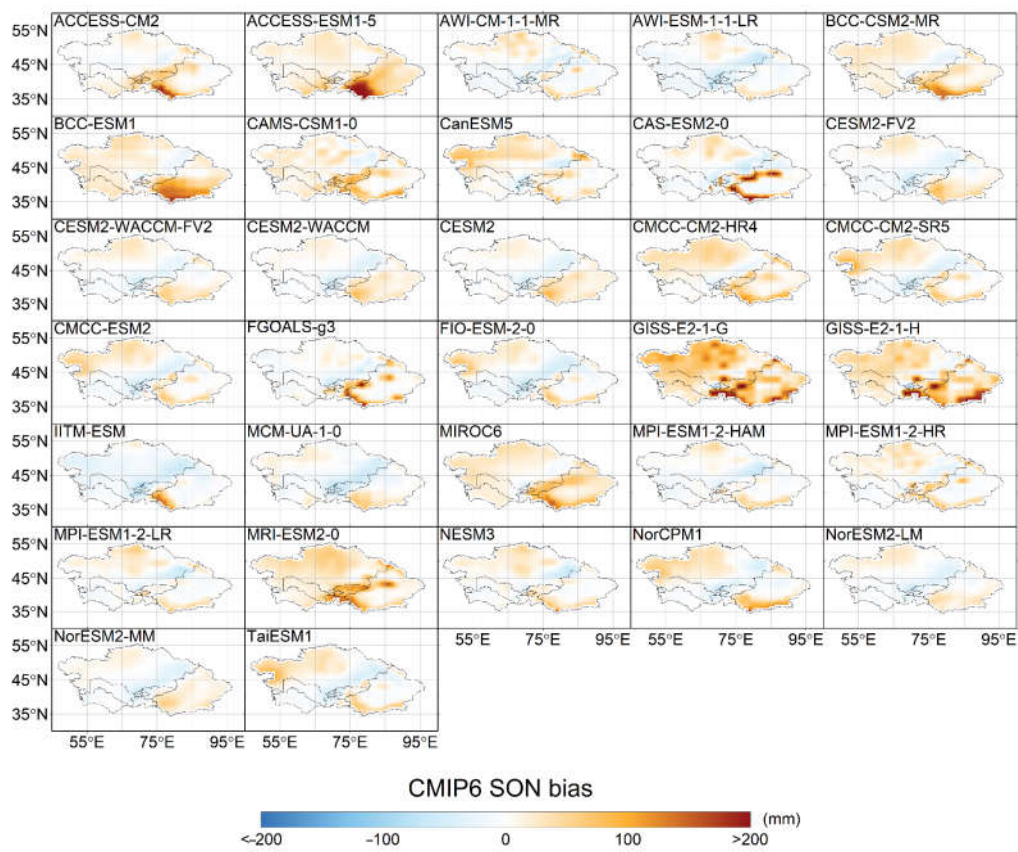 ACCESS-CM2 ACCESS-ESM1-5 AWI-CM-1-1-MR AWI-ESM-1-1-LR BCC-CSM2-MR
55°N
45°N
35°N
BCC-ESM1 CAMS-CSM1-0 CanESM5 CAS-ESM2-0 CESM2-FV2
55°N
45°N
35°N
CESM2-WACCM-FV2 CESM2-WACCM CESM2 CMCC-CM2-HR4 CMCC-CM2-SR5
55°N
45°N
35°N
CMCC-ESM2 FGOALS-g3 FIO-ESM-2-0 GISS-E2-1-G GISS-E2-1-H
55°N
45°N
35°N
IITM-ESM MCM-UA-1-0 MIROC6 MPI-ESM1-2-HAM MPI-ESM1-2-HR
55°N
45°N
35°N
MPI-ESM1-2-LR MRI-ESM2-0 NESM3 NorCPM1 NorESM2-LM
55°N
45°N
35°N
NorESM2-MM TaiESM1 55°E 75°E 95°E 55°E 75°E 95°E 55°E 75°E 95°E
55°N
45°N
35°N
55°E 75°E 95°E 55°E 75°E 95°E
CMIP6 SON bias
(mm)
<-200 -100 0 100 >200